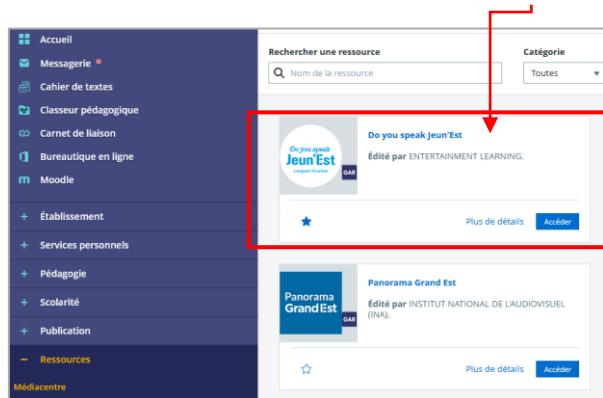 Accueil
Messagerie
Cahier de textes
Classeur pédagogique
Carnet de liaison
Bureautique en ligne
Moodle
+ Établissement
+ Services personnels
+ Pédagogie
+ Scolarité
+ Publication
− Ressources
Médiacentre
Rechercher une ressource
Nom de la ressource
Catégorie
Toutes
Do you speak
Jeun'Est
Langues Vivantes
GAR
Do you speak Jeun'Est
Édité par ENTERTAINMENT LEARNING.
Plus de détails
Accéder
Panorama
Grand Est
GAR
Panorama Grand Est
Édité par INSTITUT NATIONAL DE L'AUDIOVISUEL
(INA).
Plus de détails
Accéder